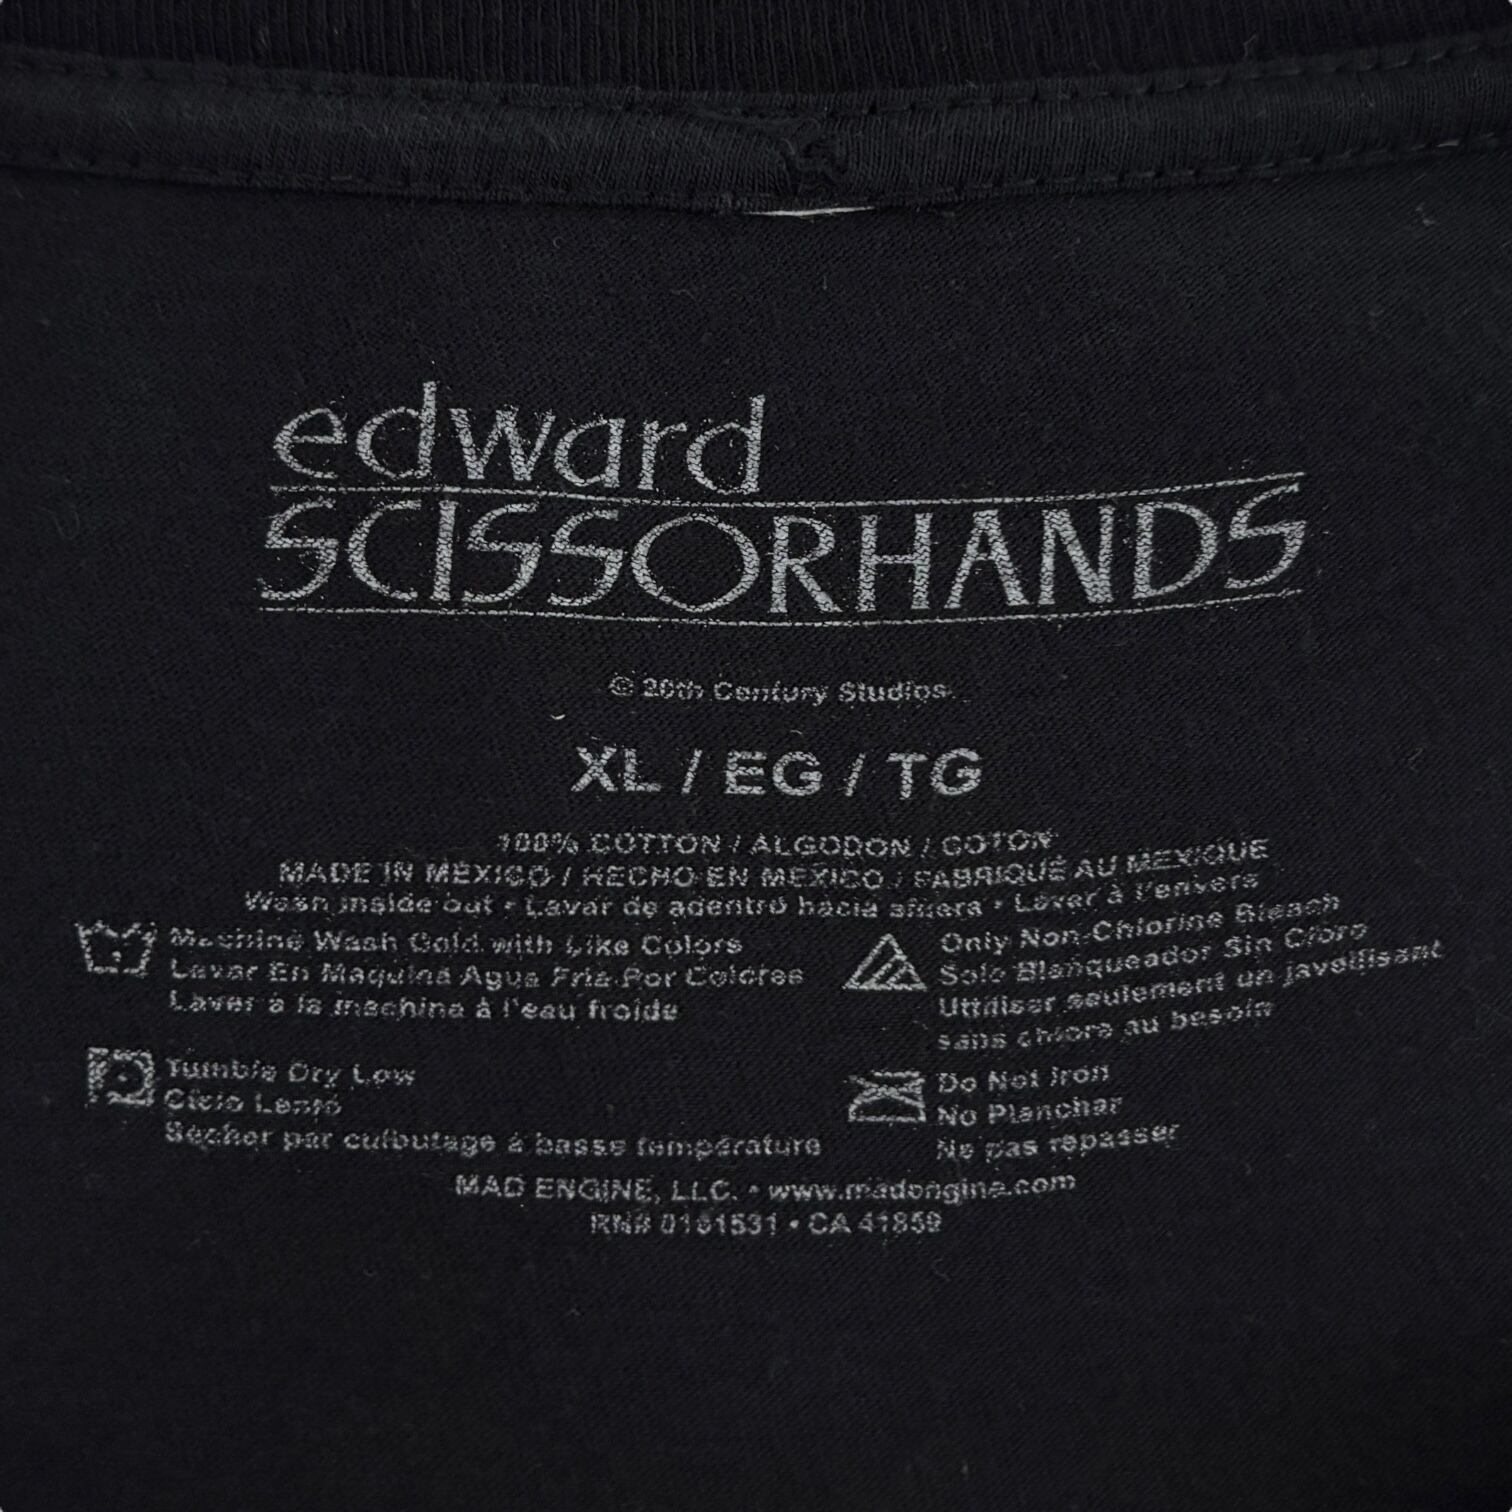 edward
SCISSORHANDS
© 20th Century Studios.
XL / EG / TG
100% COTTON / ALGODON / COTON
MADE IN MEXICO / HECHO EN MEXICO / FABRIQUÉ AU MEXIQUE
Wash inside out • Lavar de adentro hacia afuera • Laver à l'envers
Machine Wash Cold with Like Colors
Lavar En Maquina Agua Fria Por Colores
Laver à la machine à l'eau froide
Only Non-Chlorine Bleach
Solo Blanqueador Sin Cloro
Uttiliser seulement un javellisant
sans chlore au besoin
Tumble Dry Low
Ciclo Lento
Sécher par culbutage à basse température
Do Not Iron
No Planchar
Ne pas repasser
MAD ENGINE, LLC. • www.madengine.com
RN# 0161531 • CA 41859